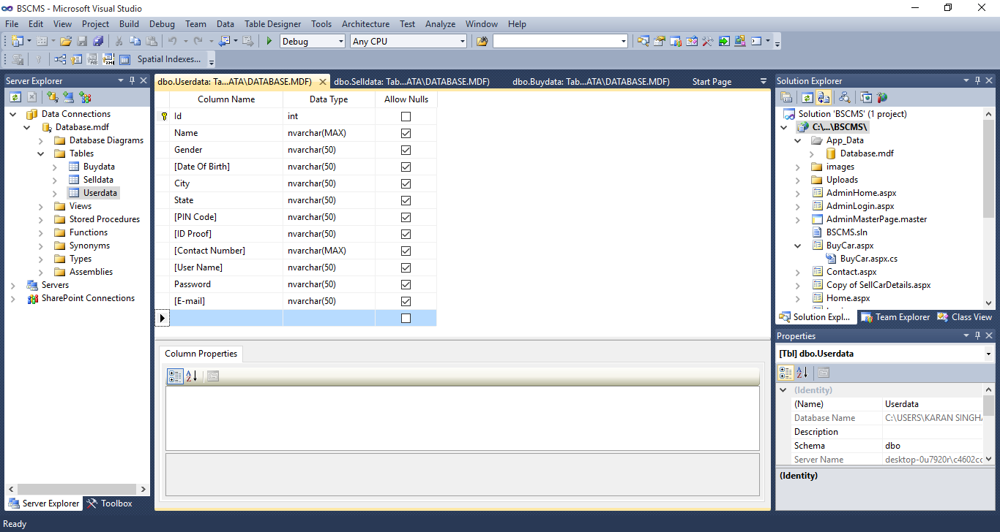 BSCMS - Microsoft Visual Studio
File Edit View Project Build Debug Team Data Table Designer Tools Architecture Test Analyze Window Help
Debug Any CPU
Spatial Indexes...
Server Explorer
Data Connections
Database.mdf
Database Diagrams
Tables
Buydata
Selldata
Userdata
Views
Stored Procedures
Functions
Synonyms
Types
Assemblies
Servers
SharePoint Connections
Server Explorer Toolbox
dbo.Userdata: Ta...ATA\DATABASE.MDF) dbo.Selldata: Tab...ATA\DATABASE.MDF) dbo.Buydata: Tab...ATA\DATABASE.MDF) Start Page
Column Name Data Type Allow Nulls
Id int
Name nvarchar(MAX)
Gender nvarchar(50)
[Date Of Birth] nvarchar(50)
City nvarchar(50)
State nvarchar(50)
[PIN Code] nvarchar(50)
[ID Proof] nvarchar(50)
[Contact Number] nvarchar(MAX)
[User Name] nvarchar(50)
Password nvarchar(50)
[E-mail] nvarchar(50)
Column Properties
Solution Explorer
Solution 'BSCMS' (1 project)
C:\...\BSCMS\
App_Data
Database.mdf
images
Uploads
AdminHome.aspx
AdminLogin.aspx
AdminMasterPage.master
BSCMS.sln
BuyCar.aspx
BuyCar.aspx.cs
Contact.aspx
Copy of SellCarDetails.aspx
Home.aspx
Solution Expl... Team Explorer Class View
Properties
[Tbl] dbo.Userdata
(Identity)
(Name) Userdata
Database Name C:\USERS\KARAN SINGHA
Description
Schema dbo
Server Name desktop-0u7920r\c4602cc
(Identity)
Ready